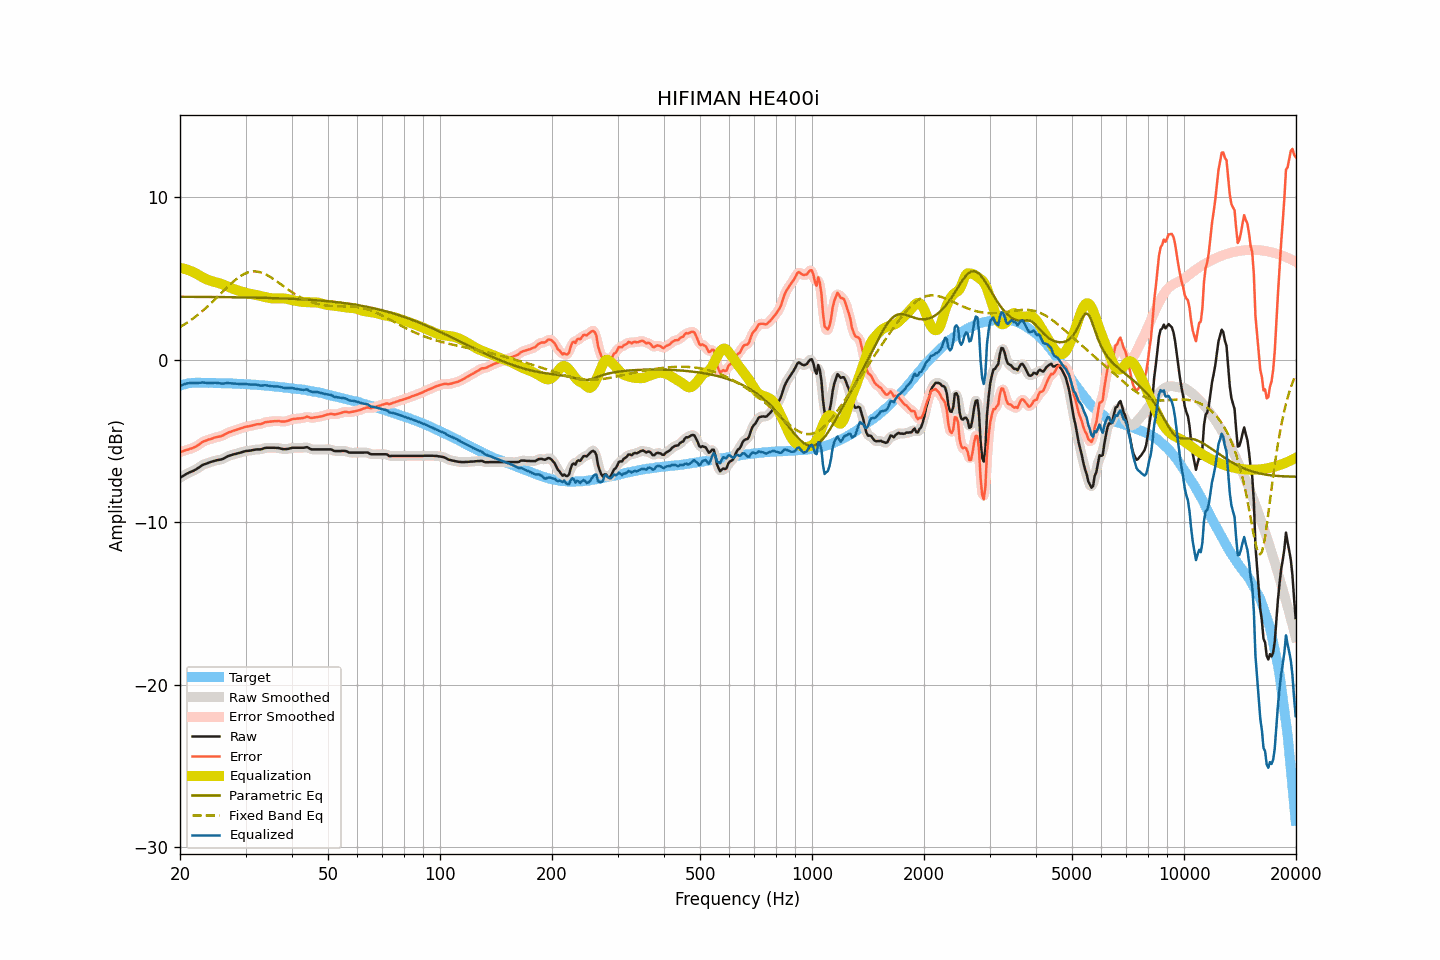 HIFIMAN HE400i
Amplitude (dBr)
10
0
−10
−20
−30
Target
Raw Smoothed
Error Smoothed
Raw
Error
Equalization
Parametric Eq
Fixed Band Eq
Equalized
20 50 100 200 500 1000 2000 5000 10000 20000
Frequency (Hz)